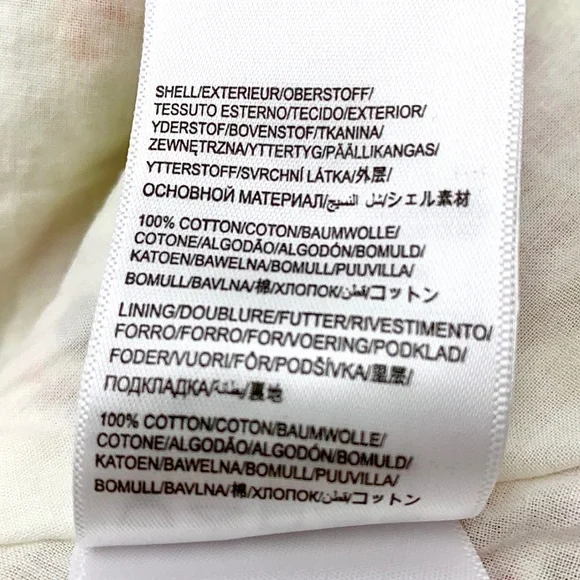 SHELL/EXTERIEUR/OBERSTOFF/
TESSUTO ESTERNO/TECIDO/EXTERIOR/
YDERSTOF/BOVENSTOF/TKANINA/
ZEWNĘTRZNA/YTTERTYG/PÄÄLLIKANGAS/
YTTERSTOFF/SVRCHNÍ LÁTKA/外层/
ОСНОВНОЙ МАТЕРИАЛ/شل النسيج/シェル素材
100% COTTON/COTON/BAUMWOLLE/
COTONE/ALGODÃO/ALGODÓN/BOMULD/
KATOEN/BAWELNA/BOMULL/PUUVILLA/
BOMULL/BAVLNA/棉/ХЛОПОК/قطن/コットン
LINING/DOUBLURE/FUTTER/RIVESTIMENTO/
FORRO/FORRO/FOR/VOERING/PODKLAD/
FODER/VUORI/FÔR/PODŠÍVKA/里层/
ПОДКЛАДКА/بطانة/裏地
100% COTTON/COTON/BAUMWOLLE/
COTONE/ALGODÃO/ALGODÓN/BOMULD/
KATOEN/BAWELNA/BOMULL/PUUVILLA/
BOMULL/BAVLNA/棉/ХЛОПОК/قطن/コットン